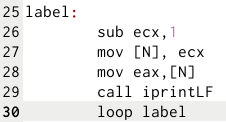 25 label:
26 sub ecx,1
27 mov [N], ecx
28 mov eax,[N]
29 call iprintLF
30 loop label